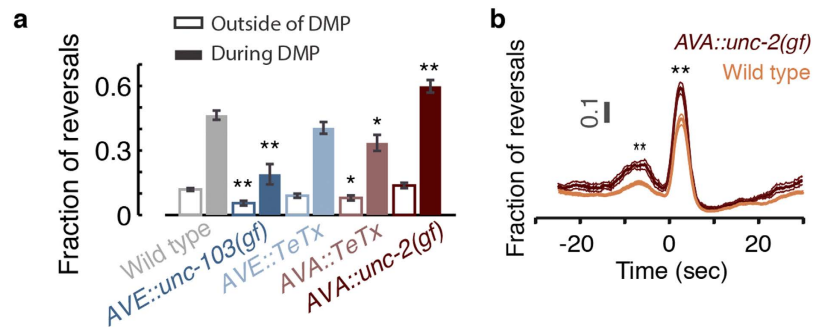 a
Outside of DMP
During DMP
Fraction of reversals
0.6
0.3
0
** ** * * **
Wild type
AVE::unc-103(gf)
AVE::TeTx
AVA::TeTx
AVA::unc-2(gf)
b
AVA::unc-2(gf)
Wild type
Fraction of reversals
0.1
** **
-20 0 20
Time (sec)